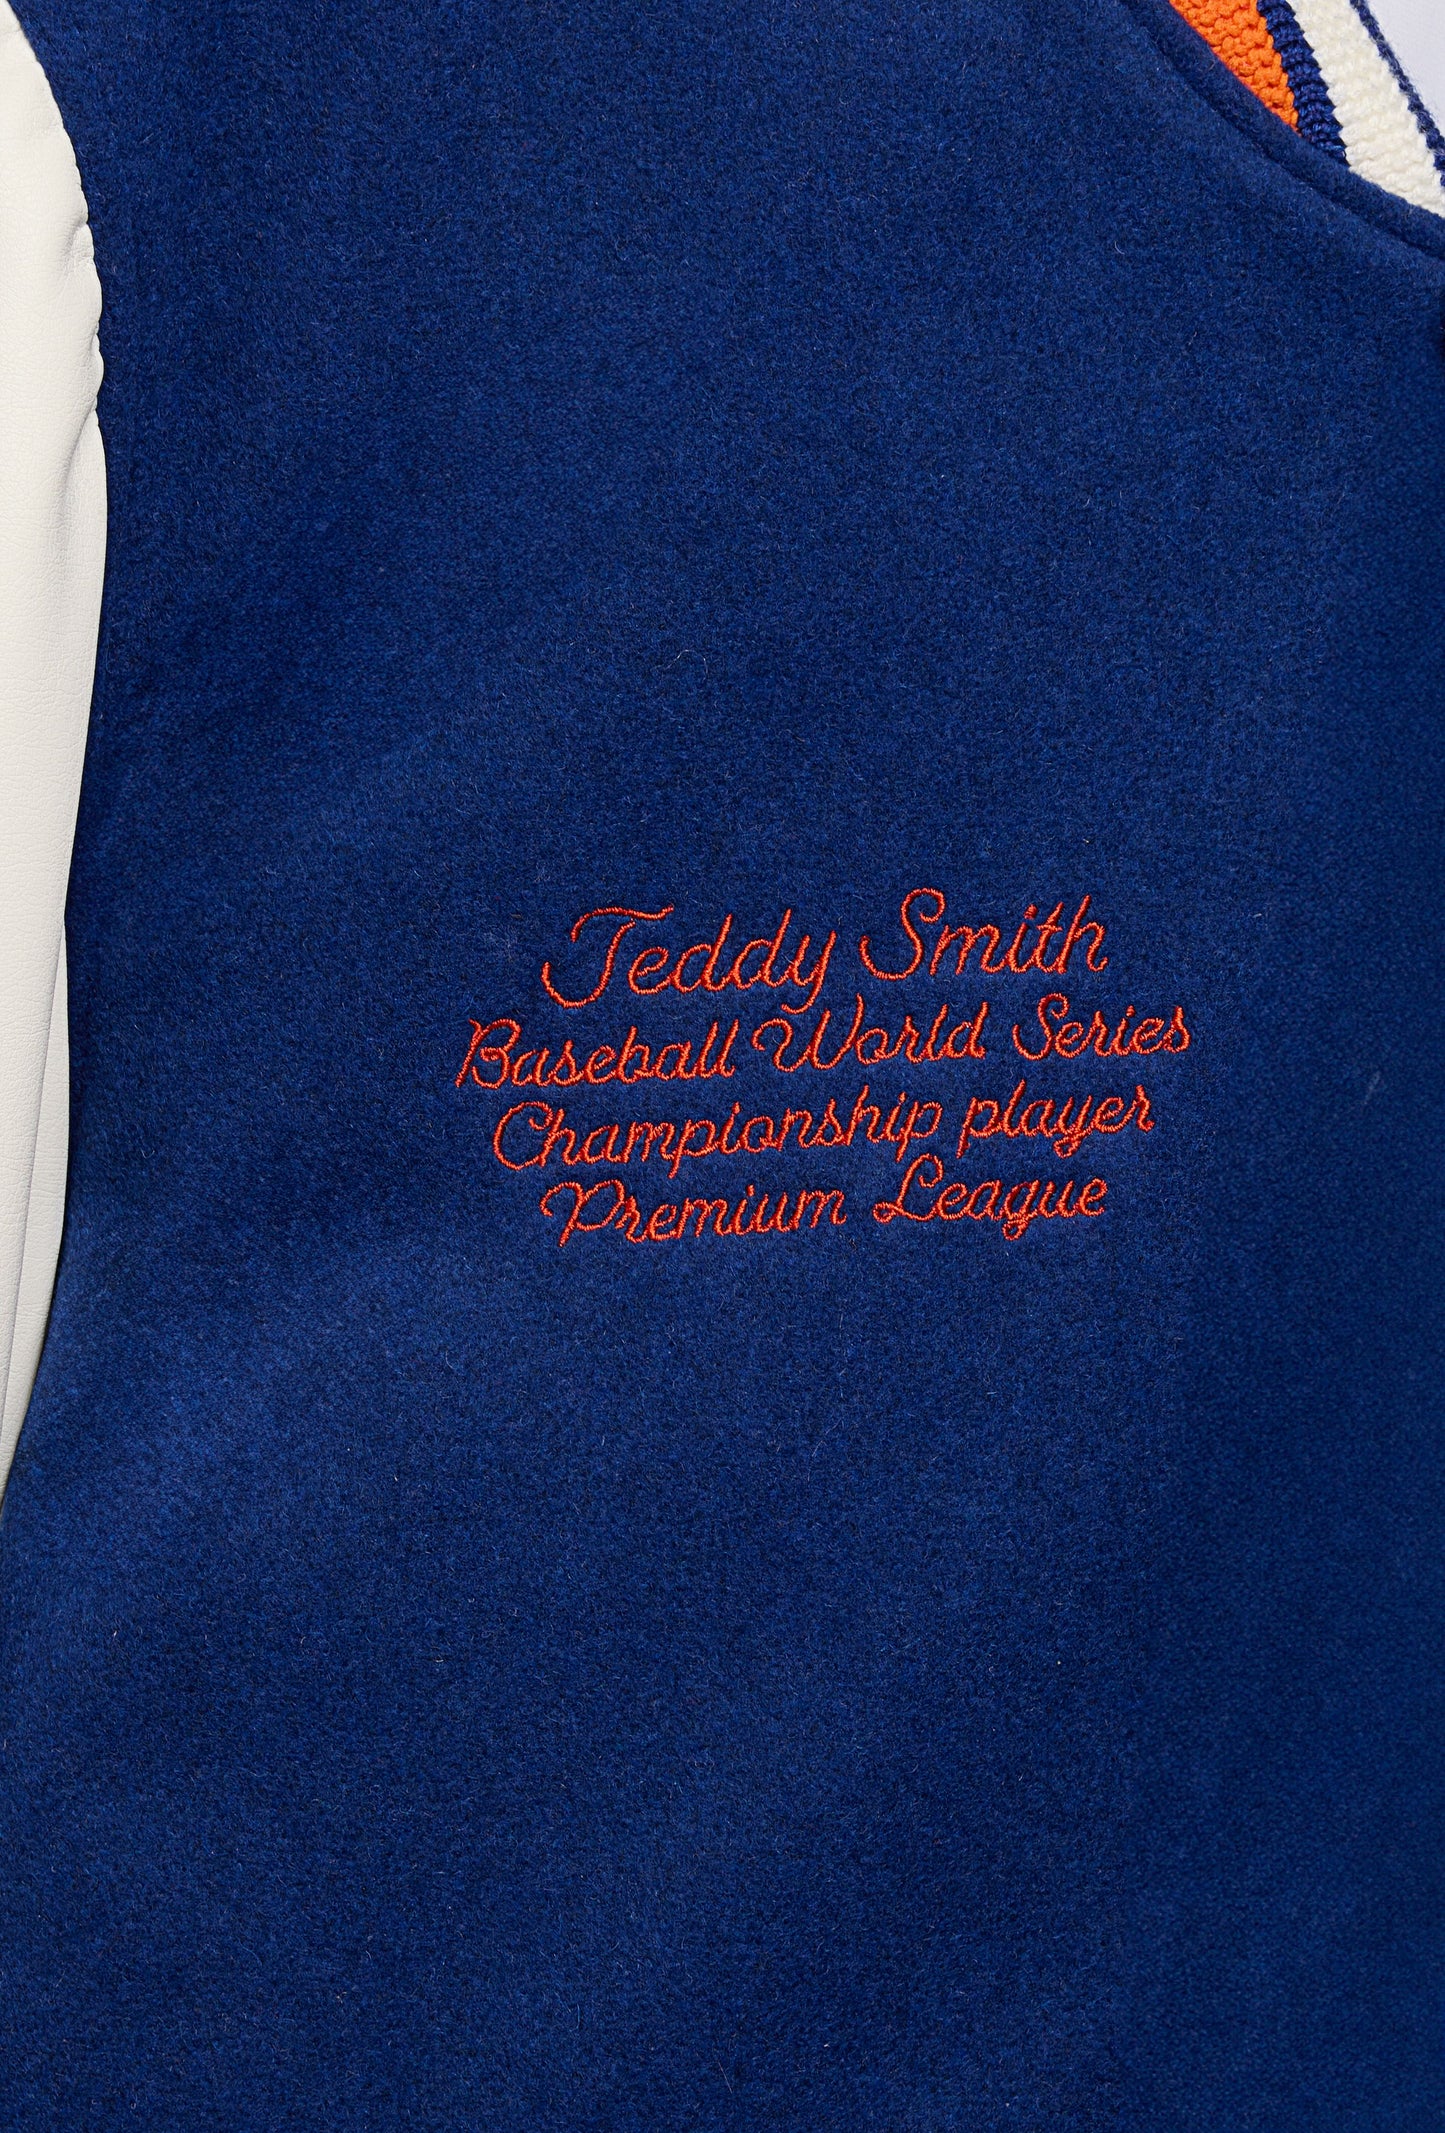 Teddy Smith
Baseball World Series
Championship player
Premium League